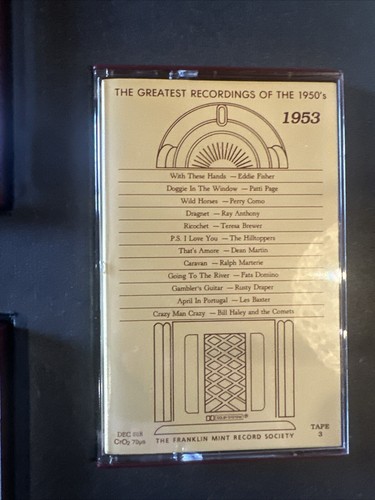 THE GREATEST RECORDINGS OF THE 1950's
1953
With These Hands — Eddie Fisher
Doggie In The Window — Patti Page
Wild Horses — Perry Como
Dragnet — Ray Anthony
Ricochet — Teresa Brewer
P.S. I Love You — The Hilltoppers
That's Amore — Dean Martin
Caravan — Ralph Marterie
Going To The River — Fats Domino
Gambler's Guitar — Rusty Draper
April In Portugal — Les Baxter
Crazy Man Crazy — Bill Haley and the Comets
THE FRANKLIN MINT RECORD SOCIETY
TAPE
3